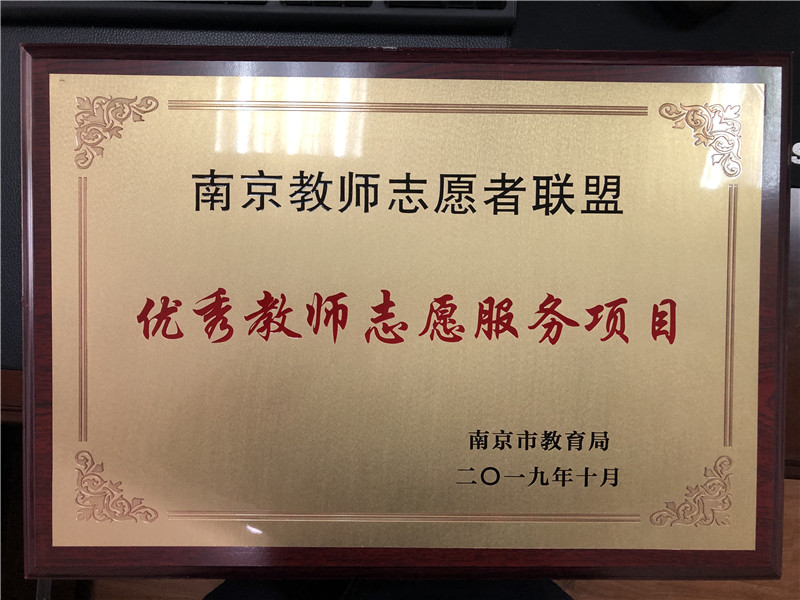 南京教师志愿者联盟
优秀教师志愿服务项目
南京市教育局
二〇一九年十月